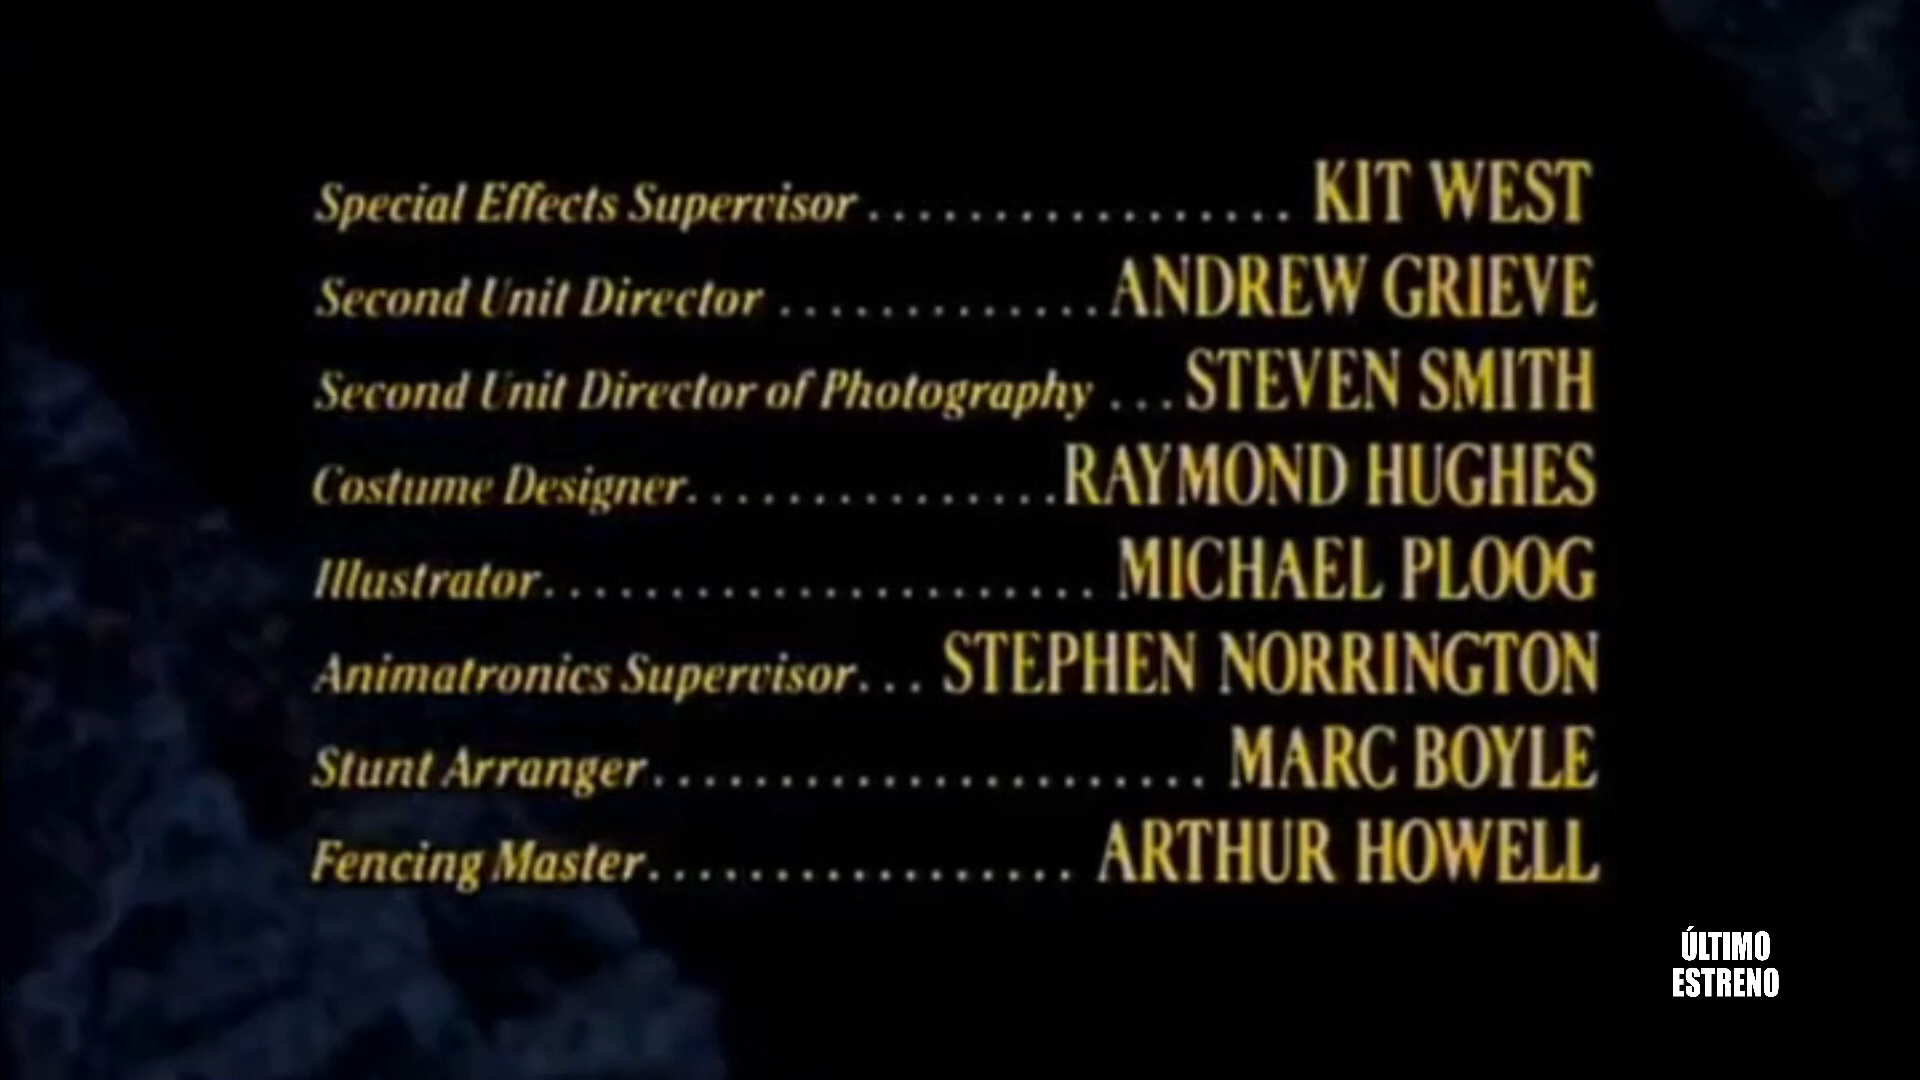 Special Effects Supervisor . . . . . . . . . . . . . . . . . KIT WEST
Second Unit Director . . . . . . . . . . . . . ANDREW GRIEVE
Second Unit Director of Photography . . . STEVEN SMITH
Costume Designer. . . . . . . . . . . . . . . RAYMOND HUGHES
Illustrator. . . . . . . . . . . . . . . . . . . . . . MICHAEL PLOOG
Animatronics Supervisor. . . STEPHEN NORRINGTON
Stunt Arranger. . . . . . . . . . . . . . . . . . . . . . MARC BOYLE
Fencing Master. . . . . . . . . . . . . . . . . ARTHUR HOWELL
ÚLTIMO
ESTRENO